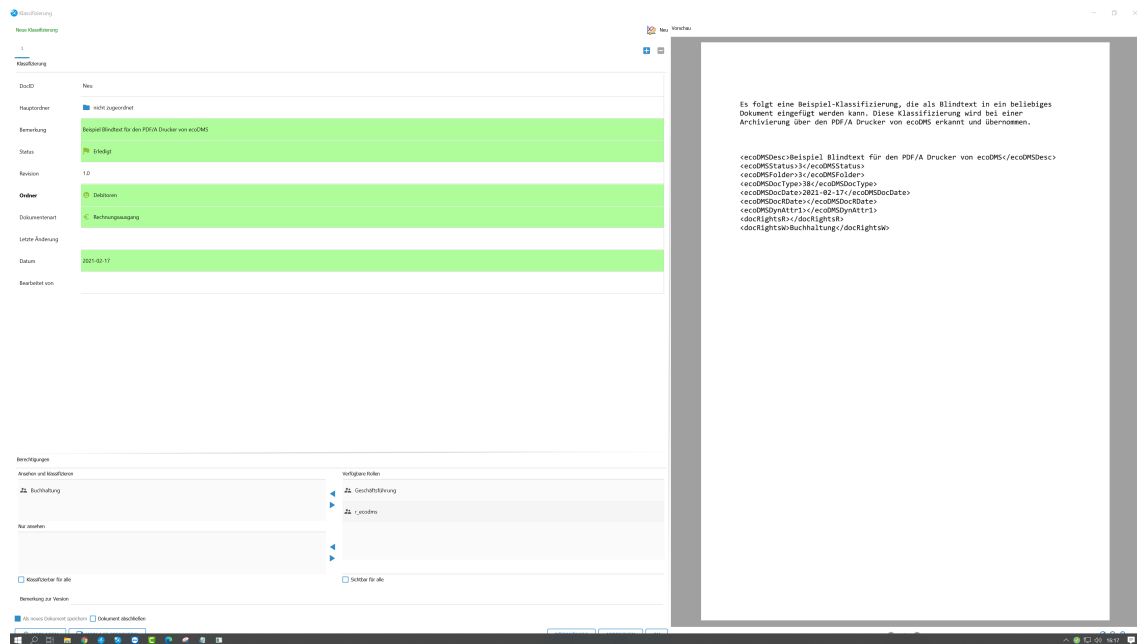 Klassifizierung
Neue Klassifizierung
Neu
Vorschau
1
Klassifizierung
DocID
Neu
Hauptordner
nicht zugeordnet
Bemerkung
Beispiel Blindtext für den PDF/A Drucker von ecoDMS
Status
Erledigt
Revision
1.0
Ordner
Debitoren
Dokumentenart
Rechnungsausgang
Letzte Änderung
Datum
2021-02-17
Bearbeitet von
Berechtigungen
Ansehen und klassifizieren
Verfügbare Rollen
Buchhaltung
Geschäftsführung
r_ecodms
Nur ansehen
Klassifizierbar für alle
Sichtbar für alle
Bemerkung zur Version
Als neues Dokument speichern
Dokument abschließen
Es folgt eine Beispiel-Klassifizierung, die als Blindtext in ein beliebiges
Dokument eingefügt werden kann. Diese Klassifizierung wird bei einer
Archivierung über den PDF/A Drucker von ecoDMS erkannt und übernommen.
<ecoDMSDesc>Beispiel Blindtext für den PDF/A Drucker von ecoDMS</ecoDMSDesc>
<ecoDMSStatus>3</ecoDMSStatus>
<ecoDMSFolder>3</ecoDMSFolder>
<ecoDMSDocType>38</ecoDMSDocType>
<ecoDMSDocDate>2021-02-17</ecoDMSDocDate>
<ecoDMSDocRDate></ecoDMSDocRDate>
<ecoDMSDynAttr1></ecoDMSDynAttr1>
<docRightsR></docRightsR>
<docRightsW>Buchhaltung</docRightsW>
16:17